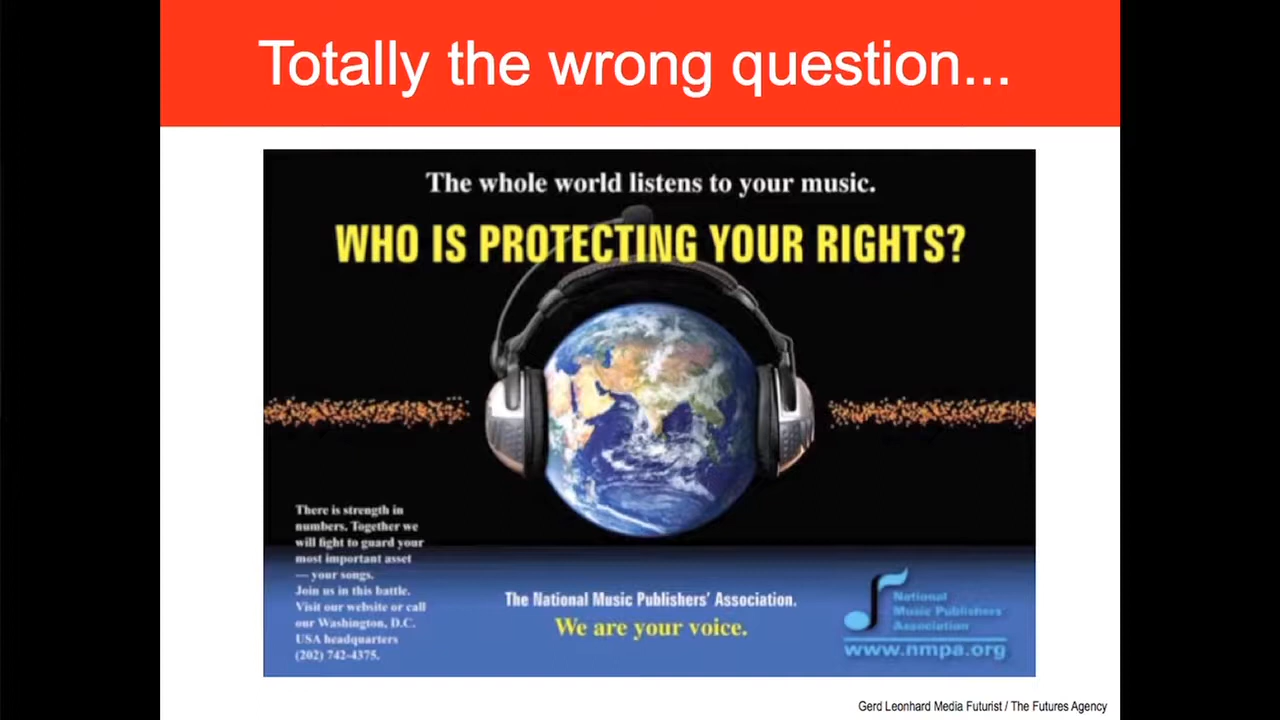 Totally the wrong question...
The whole world listens to your music.
WHO IS PROTECTING YOUR RIGHTS?
There is strength in
numbers. Together we
will fight to guard your
most important asset
— your songs.
Join us in this battle.
Visit our website or call
our Washington, D.C.
USA headquarters
(202) 742-4375.
The National Music Publishers' Association.
We are your voice.
National
Music Publishers'
Association
www.nmpa.org
Gerd Leonhard Media Futurist / The Futures Agency